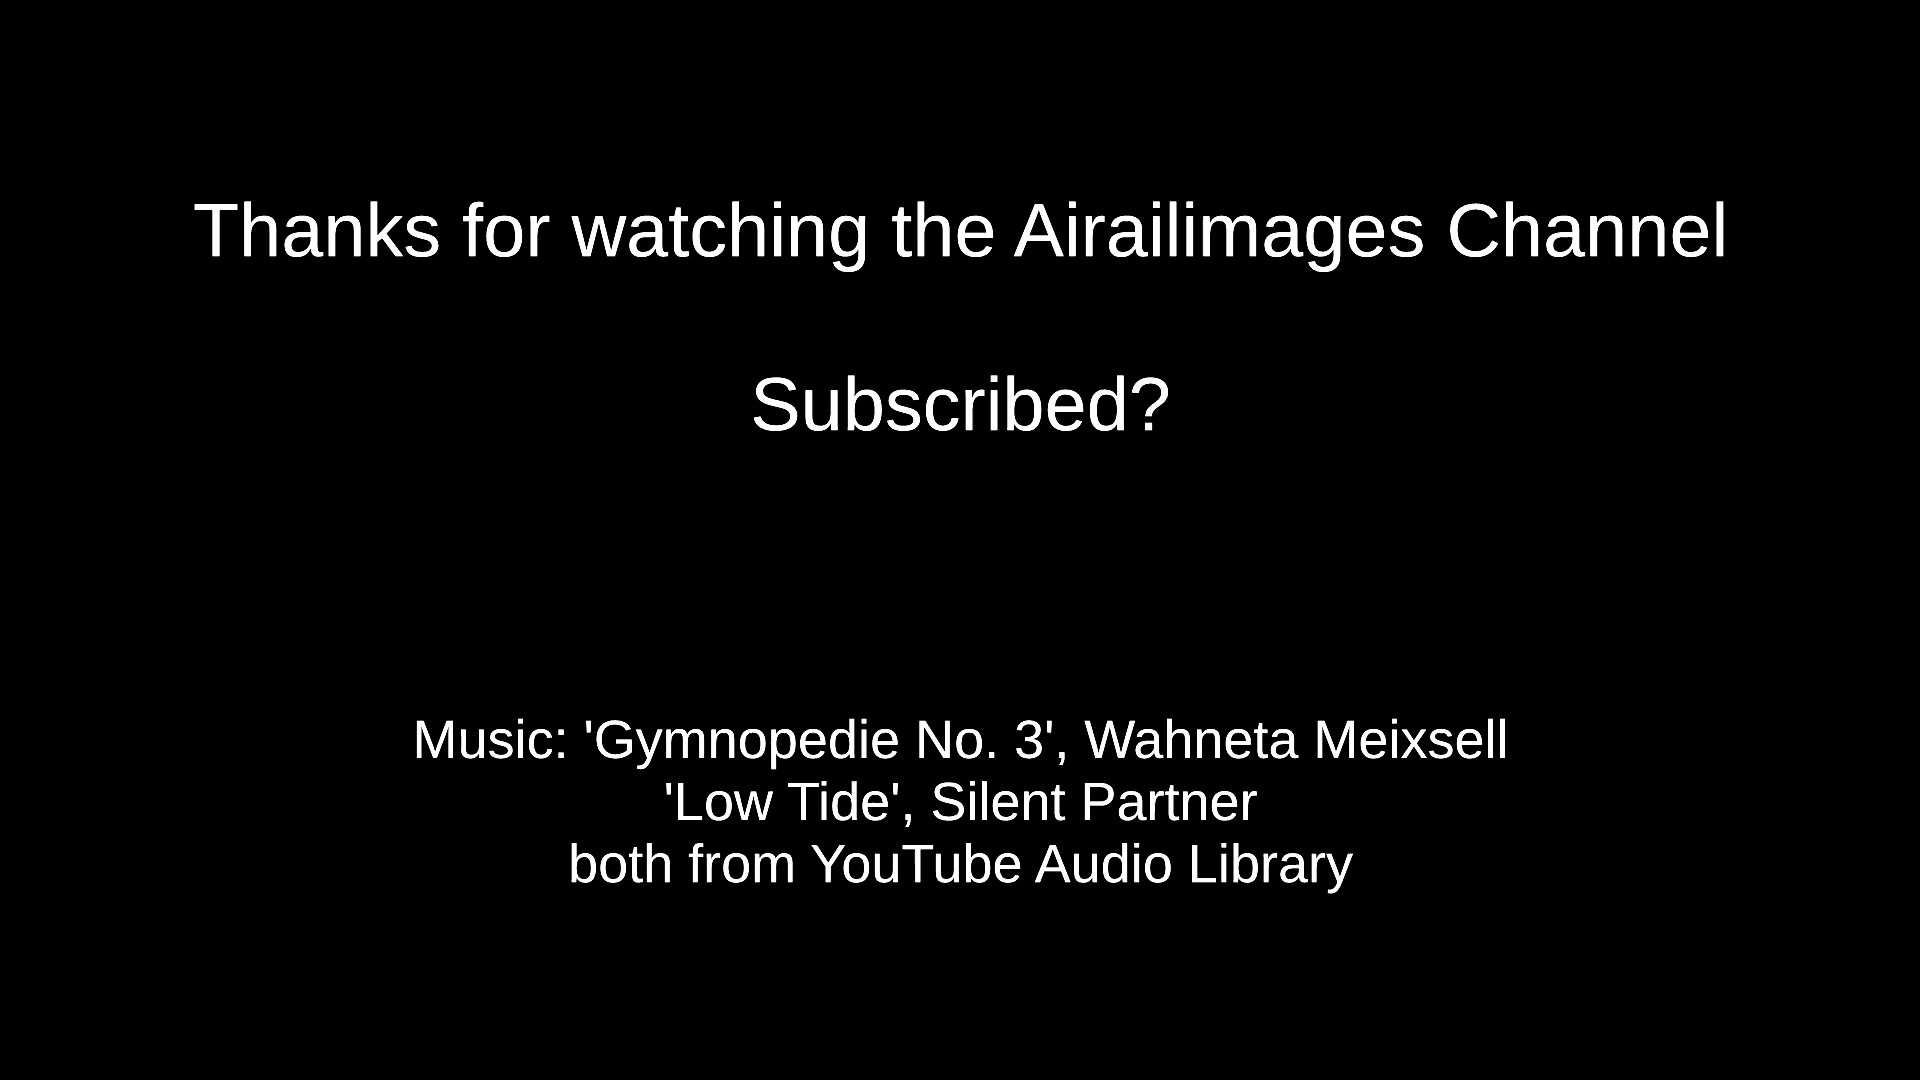 Thanks for watching the Airailimages Channel
Subscribed?
Music: 'Gymnopedie No. 3', Wahneta Meixsell
'Low Tide', Silent Partner
both from YouTube Audio Library